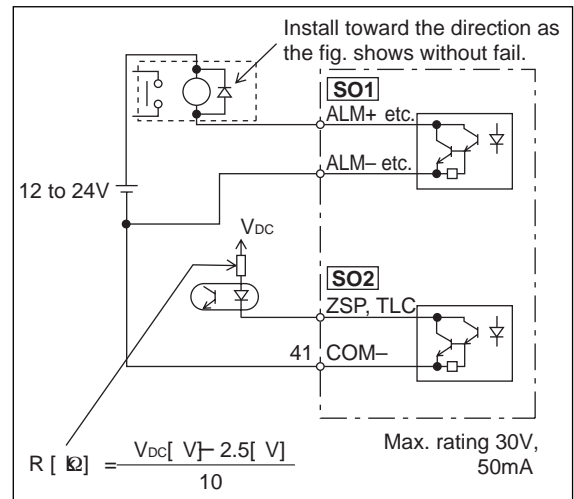 Install toward the direction as
the fig. shows without fail.
SO1
ALM+ etc.
ALM– etc.
12 to 24V
VDC
SO2
ZSP, TLC
41 COM–
R [ kΩ] = VDC[ V]– 2.5[ V]
10
Max. rating 30V,
50mA